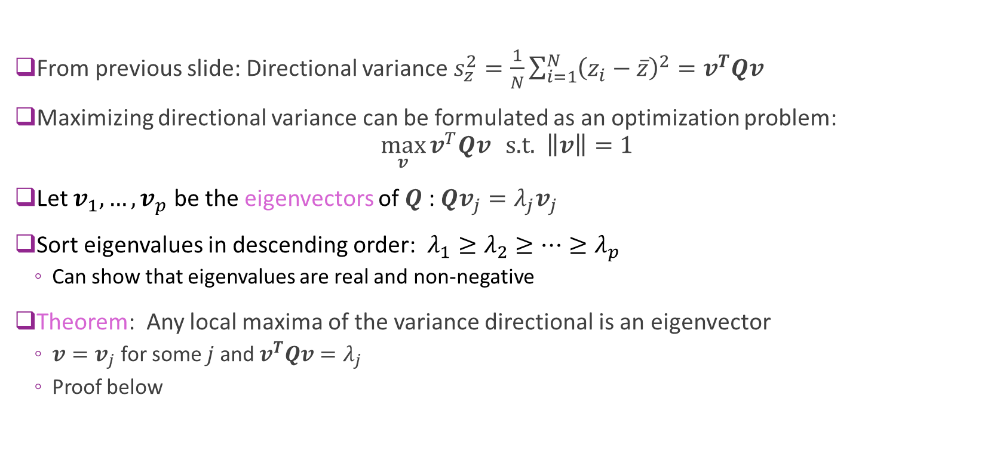 ❑From previous slide: Directional variance $s_z^2 = \frac{1}{N}\sum_{i=1}^{N}(z_i - \bar{z})^2 = \boldsymbol{v^T Q v}$
❑Maximizing directional variance can be formulated as an optimization problem:
$\max_{\boldsymbol{v}} \boldsymbol{v}^T \boldsymbol{Q v}$ s.t. $\|\boldsymbol{v}\| = 1$
❑Let $\boldsymbol{v}_1, \dots, \boldsymbol{v}_p$ be the eigenvectors of $\boldsymbol{Q} : \boldsymbol{Q v}_j = \lambda_j \boldsymbol{v}_j$
❑Sort eigenvalues in descending order: $\lambda_1 \geq \lambda_2 \geq \cdots \geq \lambda_p$
◦ Can show that eigenvalues are real and non-negative
❑Theorem: Any local maxima of the variance directional is an eigenvector
◦ $\boldsymbol{v} = \boldsymbol{v}_j$ for some $j$ and $\boldsymbol{v^T Q v} = \lambda_j$
◦ Proof below